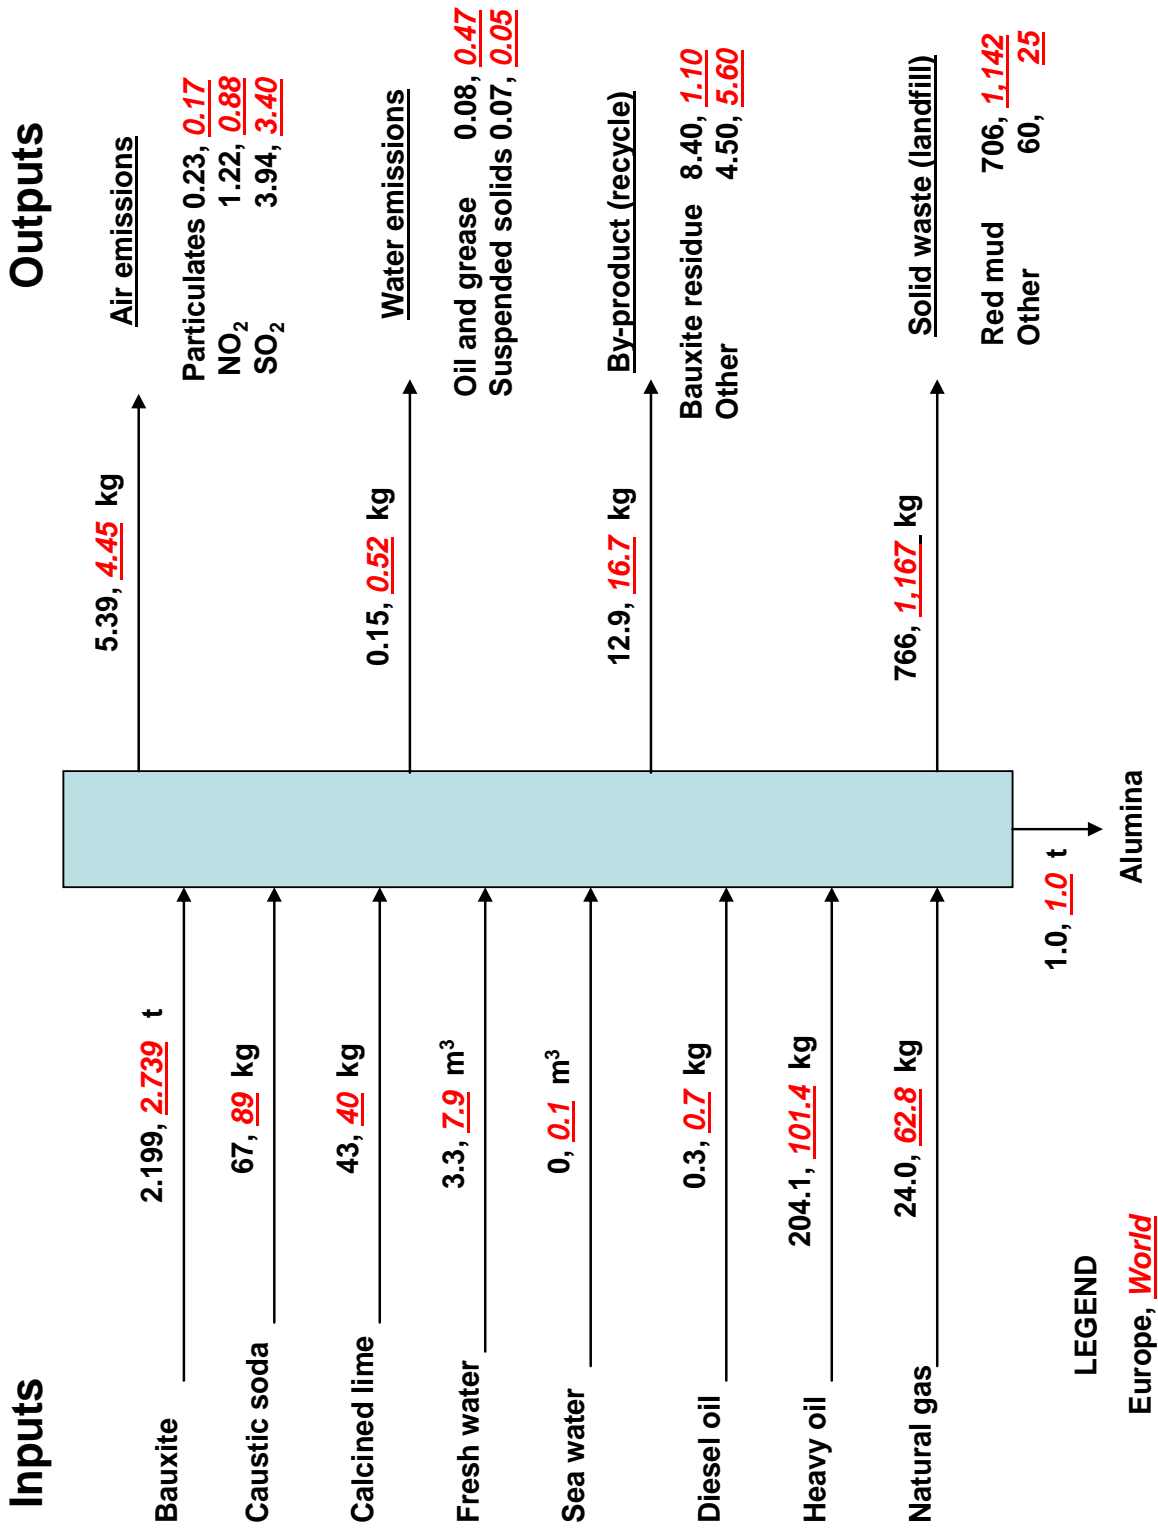 Inputs
Outputs
Bauxite
2.199, 2.739 t
Caustic soda
67, 89 kg
Calcined lime
43, 40 kg
Fresh water
3.3, 7.9 m³
Sea water
0, 0.1 m³
Diesel oil
0.3, 0.7 kg
Heavy oil
204.1, 101.4 kg
Natural gas
24.0, 62.8 kg
5.39, 4.45 kg
Air emissions
Particulates 0.23, 0.17
NO₂ 1.22, 0.88
SO₂ 3.94, 3.40
0.15, 0.52 kg
Water emissions
Oil and grease 0.08, 0.47
Suspended solids 0.07, 0.05
12.9, 16.7 kg
By-product (recycle)
Bauxite residue 8.40, 1.10
Other 4.50, 5.60
766, 1,167 kg
Solid waste (landfill)
Red mud 706, 1,142
Other 60, 25
1.0, 1.0 t
Alumina
LEGEND
Europe, World